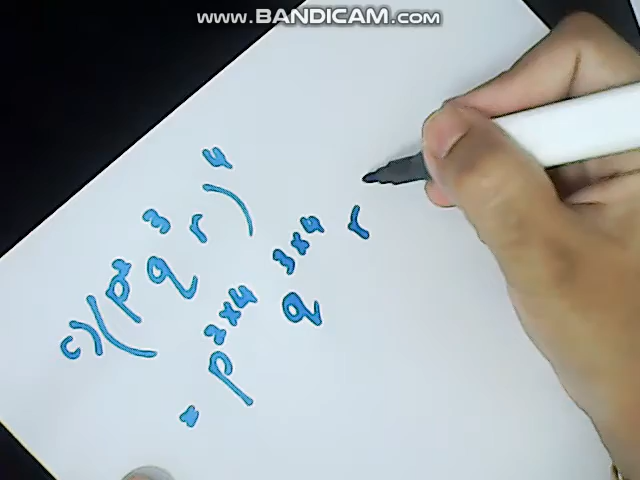 WWW.BANDICAM.COM
c) (p² q³ r)⁴
= p²ˣ⁴ q³ˣ⁴ r